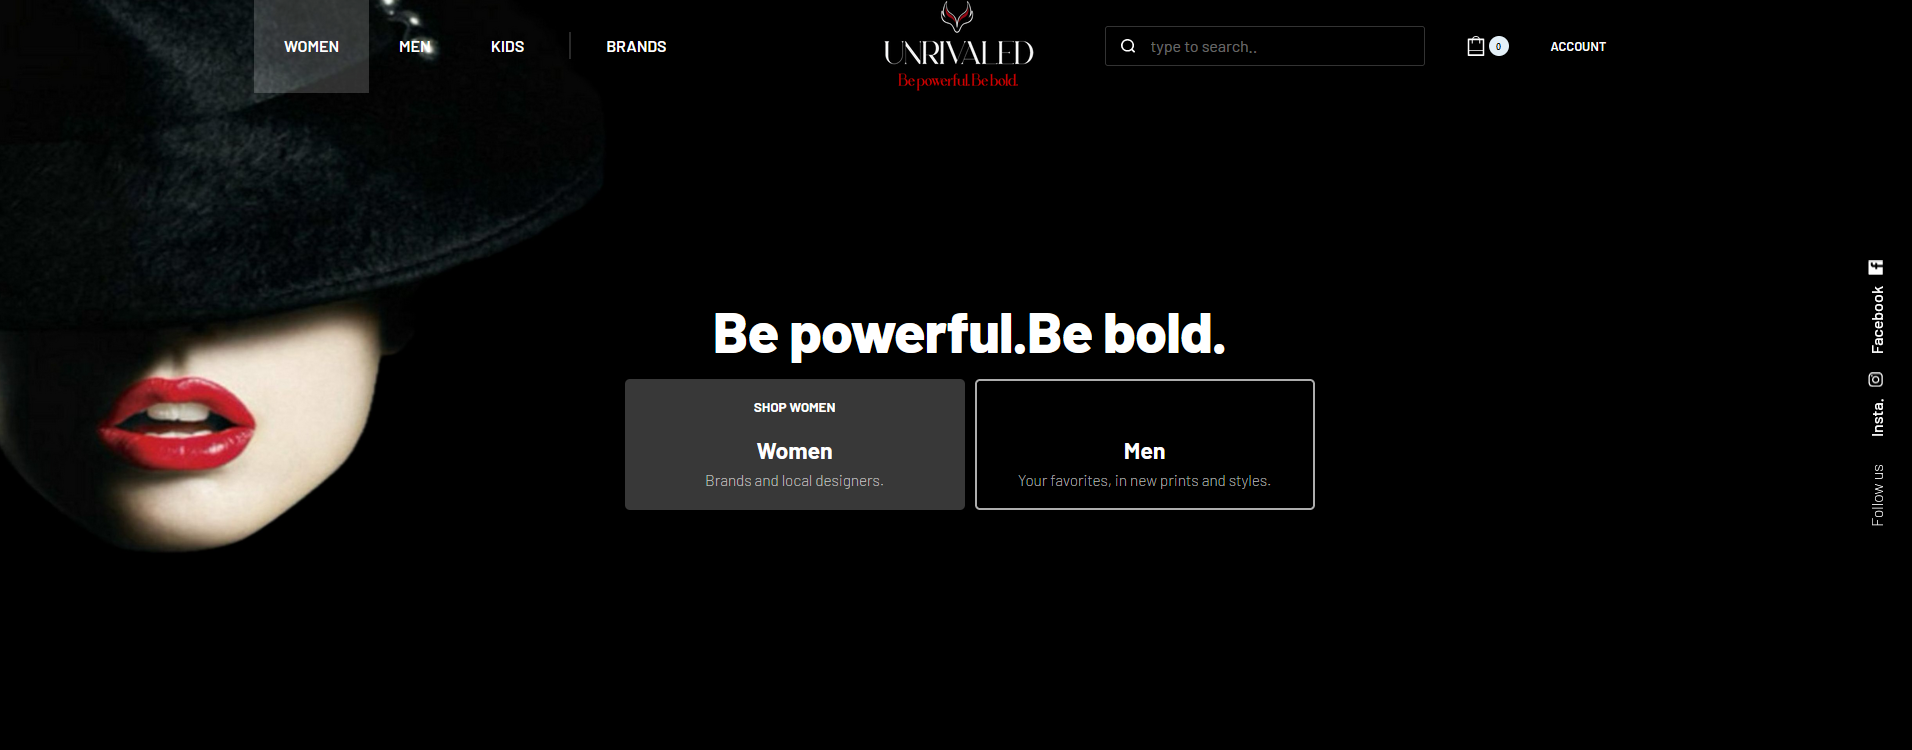 WOMEN MEN KIDS BRANDS
UNRIVALED
Be powerful.Be bold.
type to search..
0
ACCOUNT
Be powerful.Be bold.
SHOP WOMEN
Women
Brands and local designers.
Men
Your favorites, in new prints and styles.
Follow us Insta. Facebook